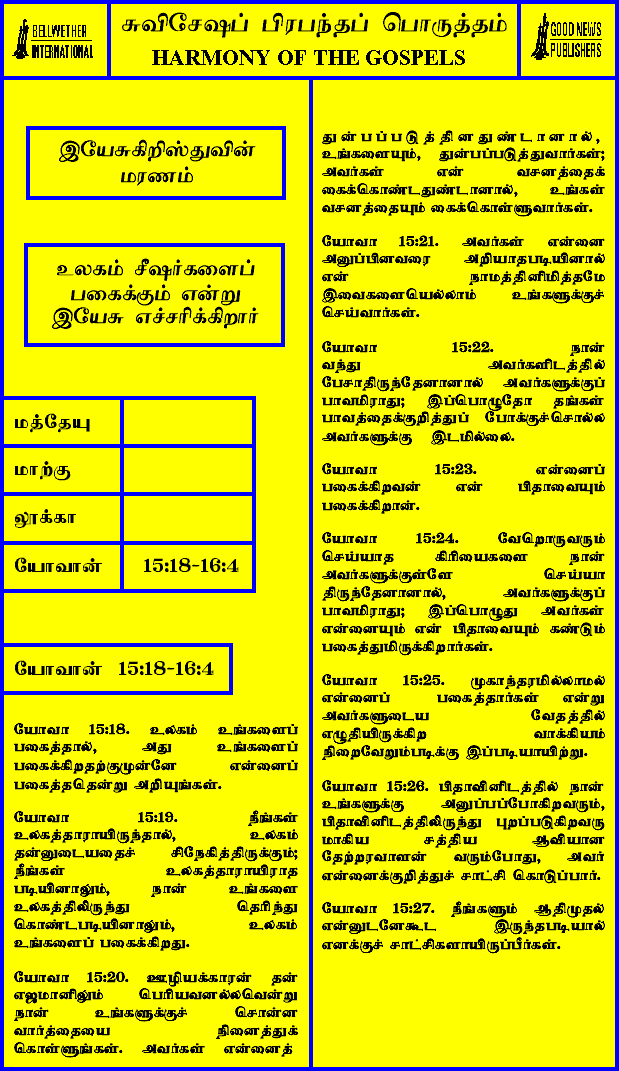 BELLWETHER
INTERNATIONAL
சுவிசேஷப் பிரபந்தப் பொருத்தம்
HARMONY OF THE GOSPELS
GOOD NEWS
PUBLISHERS
இயேசுகிறிஸ்துவின்
மரணம்
உலகம் சீஷர்களைப்
பகைக்கும் என்று
இயேசு எச்சரிக்கிறார்
மத்தேயு
மாற்கு
லூக்கா
யோவான் 15:18-16:4
யோவான் 15:18-16:4
யோவா 15:18. உலகம் உங்களைப்
பகைத்தால், அது உங்களைப்
பகைக்கிறதற்குமுன்னே என்னைப்
பகைத்ததென்று அறியுங்கள்.
யோவா 15:19. நீங்கள்
உலகத்தாராயிருந்தால், உலகம்
தன்னுடையதைச் சிநேகித்திருக்கும்;
நீங்கள் உலகத்தாராயிராத
படியினாலும், நான் உங்களை
உலகத்திலிருந்து தெரிந்து
கொண்டபடியினாலும், உலகம்
உங்களைப் பகைக்கிறது.
யோவா 15:20. ஊழியக்காரன் தன்
எஜமானிலும் பெரியவனல்லவென்று
நான் உங்களுக்குச் சொன்ன
வார்த்தையை நினைத்துக்
கொள்ளுங்கள். அவர்கள் என்னைத்
துன்பப்படுத்தினதுண்டானால்,
உங்களையும், துன்பப்படுத்துவார்கள்;
அவர்கள் என் வசனத்தைக்
கைக்கொண்டதுண்டானால், உங்கள்
வசனத்தையும் கைக்கொள்ளுவார்கள்.
யோவா 15:21. அவர்கள் என்னை
அனுப்பினவரை அறியாதபடியினால்
என் நாமத்தினிமித்தமே
இவைகளையெல்லாம் உங்களுக்குச்
செய்வார்கள்.
யோவா 15:22. நான்
வந்து அவர்களிடத்தில்
பேசாதிருந்தேனானால் அவர்களுக்குப்
பாவமிராது; இப்பொழுதோ தங்கள்
பாவத்தைக்குறித்துப் போக்குச்சொல்ல
அவர்களுக்கு இடமில்லை.
யோவா 15:23. என்னைப்
பகைக்கிறவன் என் பிதாவையும்
பகைக்கிறான்.
யோவா 15:24. வேறொருவரும்
செய்யாத கிரியைகளை நான்
அவர்களுக்குள்ளே செய்யா
திருந்தேனானால், அவர்களுக்குப்
பாவமிராது; இப்பொழுது அவர்கள்
என்னையும் என் பிதாவையும் கண்டும்
பகைத்துமிருக்கிறார்கள்.
யோவா 15:25. முகாந்தரமில்லாமல்
என்னைப் பகைத்தார்கள் என்று
அவர்களுடைய வேதத்தில்
எழுதியிருக்கிற வாக்கியம்
நிறைவேறும்படிக்கு இப்படியாயிற்று.
யோவா 15:26. பிதாவினிடத்தில் நான்
உங்களுக்கு அனுப்பப்போகிறவரும்,
பிதாவினிடத்திலிருந்து புறப்படுகிறவரு
மாகிய சத்திய ஆவியான
தேற்றரவாளன் வரும்போது, அவர்
என்னைக்குறித்துச் சாட்சி கொடுப்பார்.
யோவா 15:27. நீங்களும் ஆதிமுதல்
என்னுடனேகூட இருந்தபடியால்
எனக்குச் சாட்சிகளாயிருப்பீர்கள்.